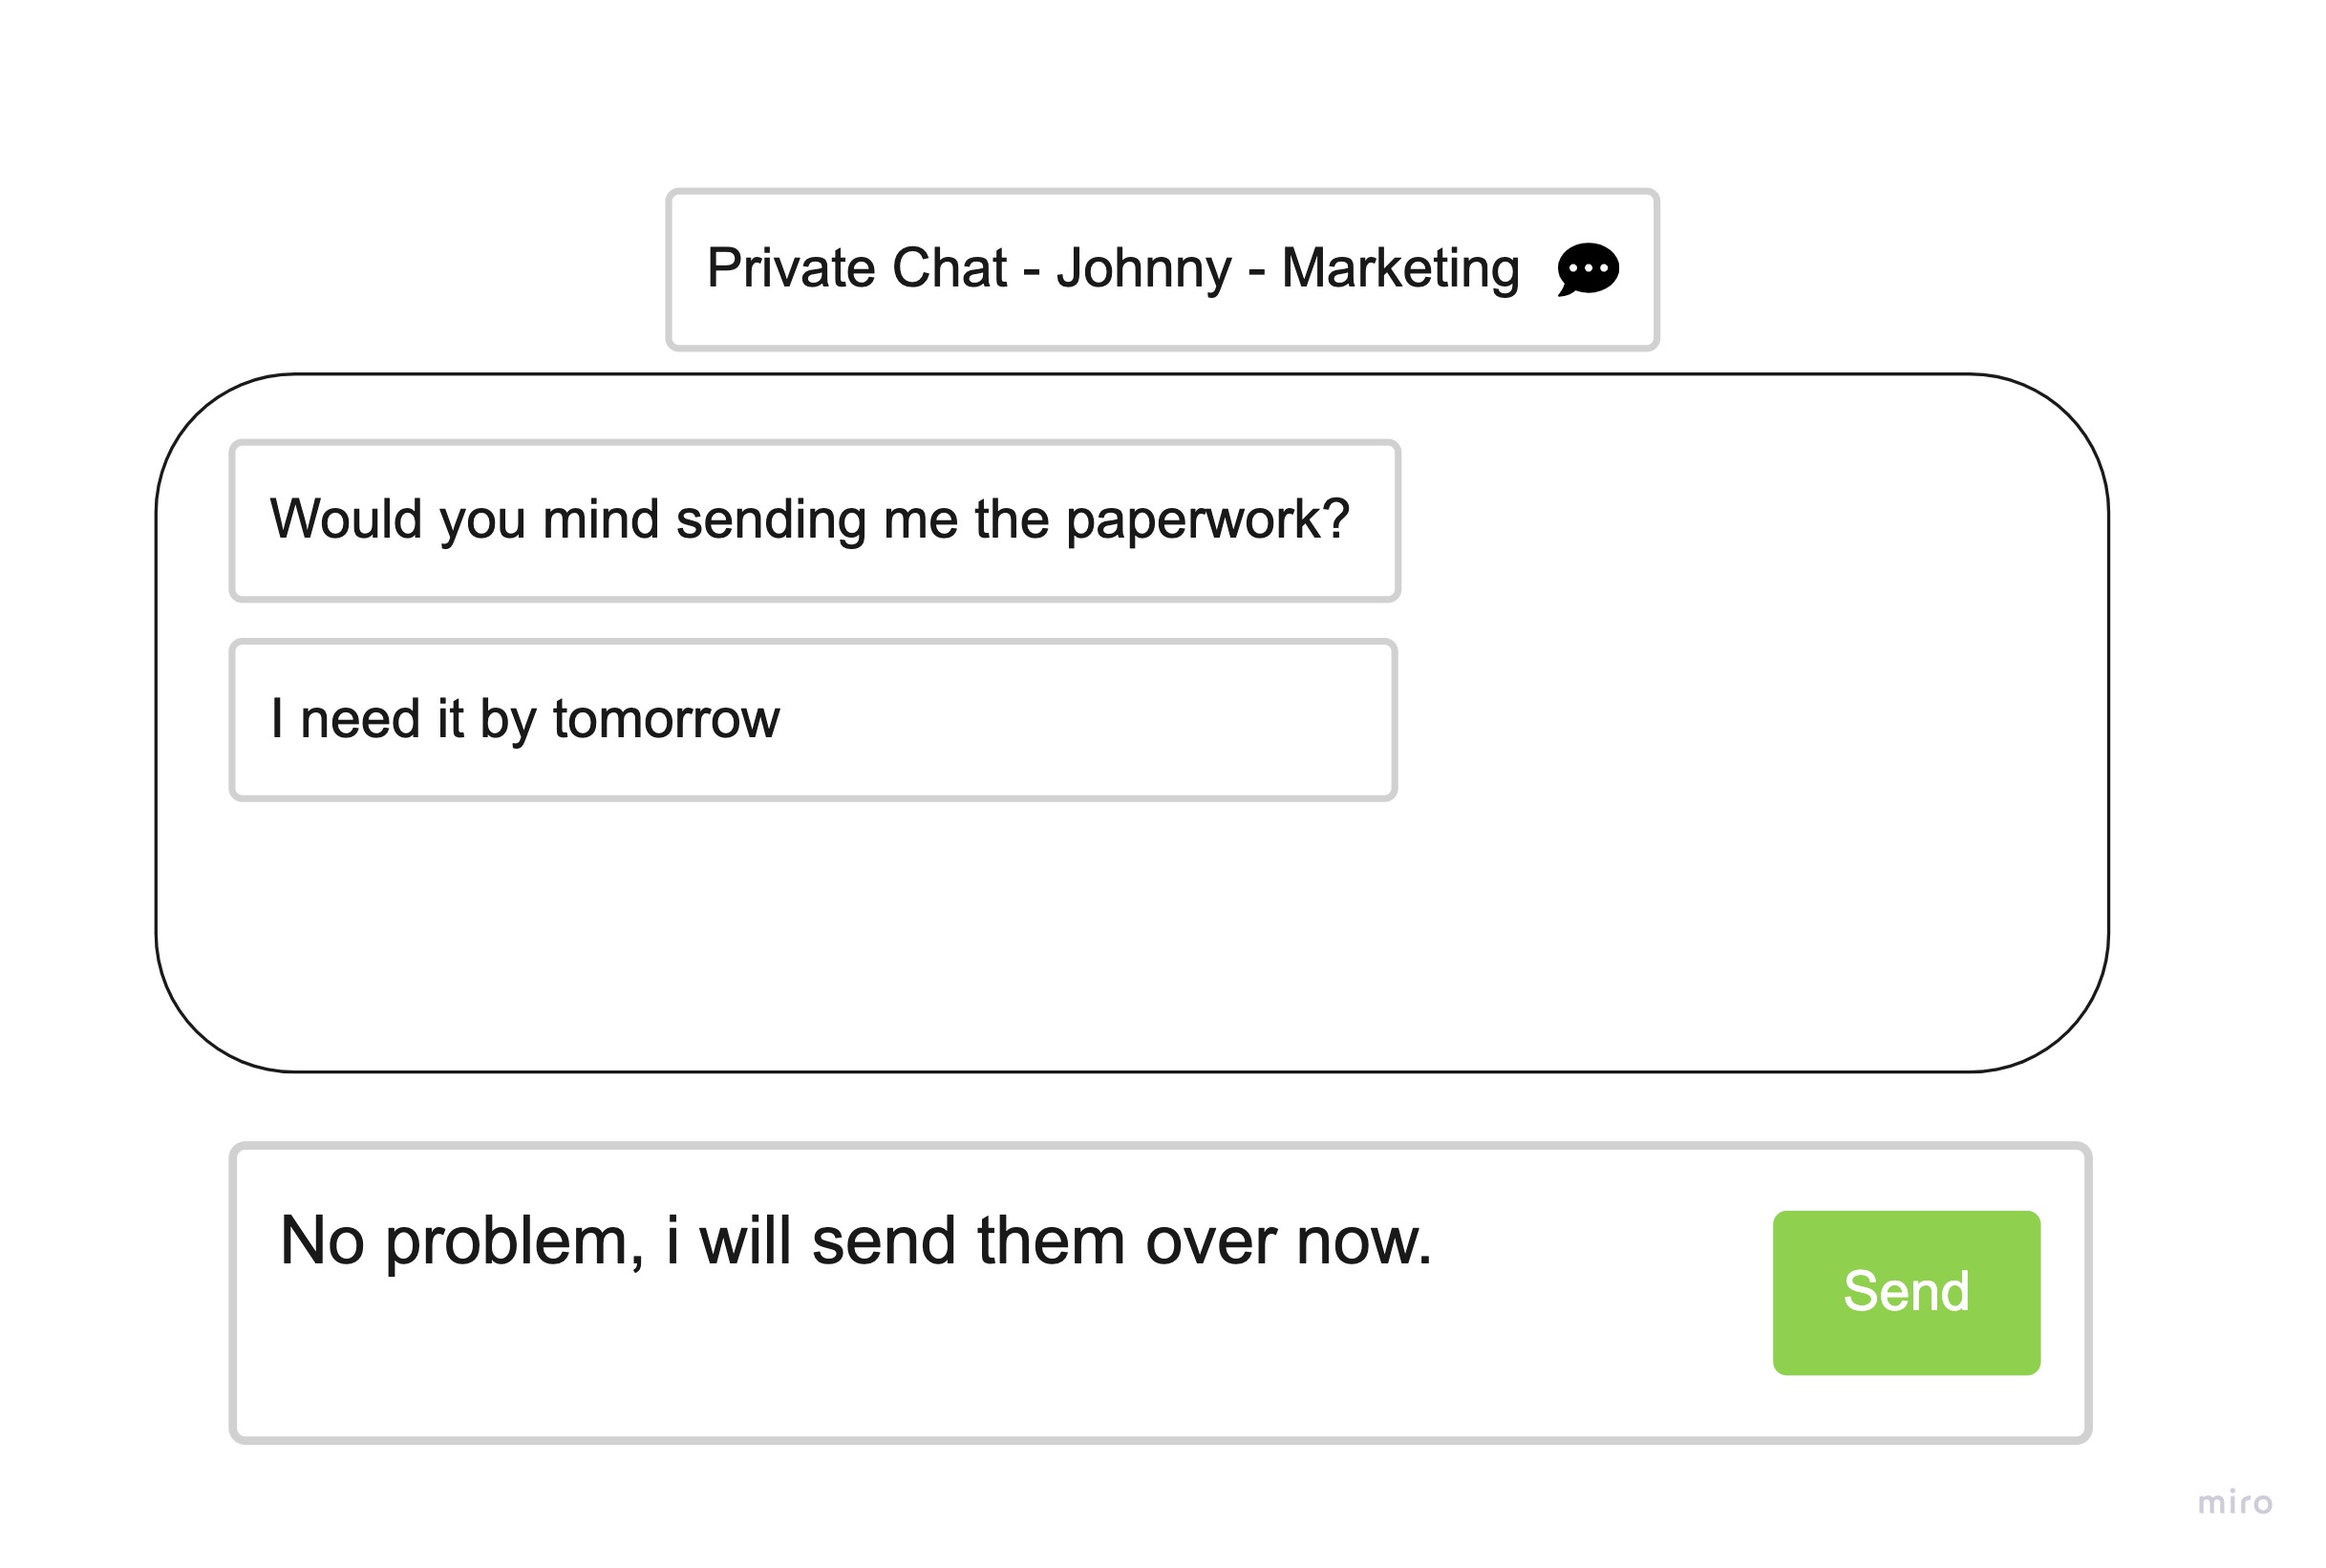 Private Chat - Johnny - Marketing
Would you mind sending me the paperwork?
I need it by tomorrow
No problem, i will send them over now.
Send
miro